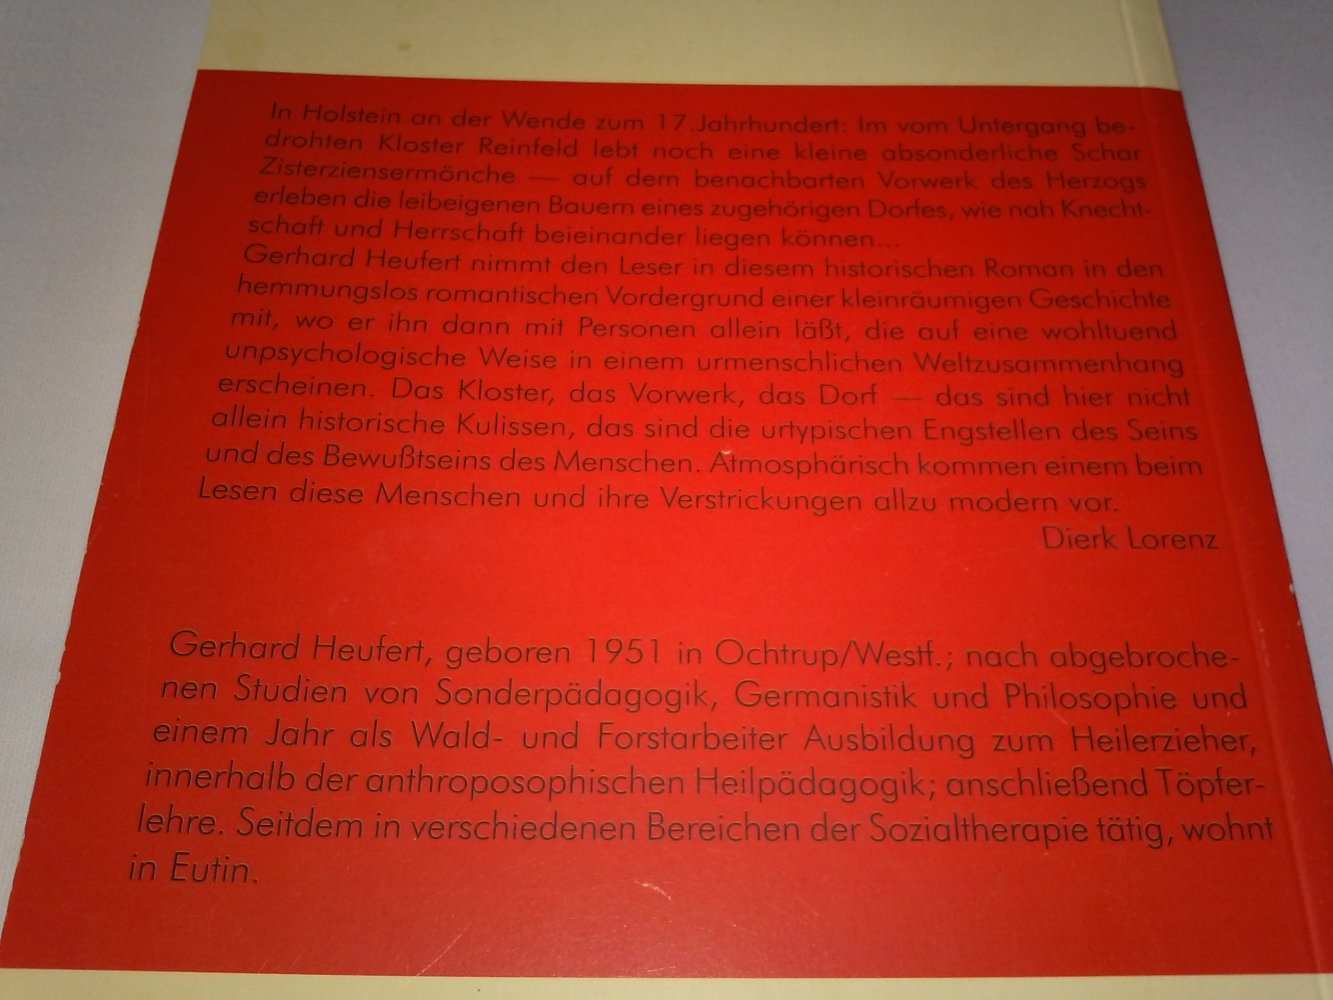 In Holstein an der Wende zum 17.Jahrhundert: Im vom Untergang be-
drohten Kloster Reinfeld lebt noch eine kleine absonderliche Schar
Zisterziensermönche — auf dem benachbarten Vorwerk des Herzogs
erleben die leibeigenen Bauern eines zugehörigen Dorfes, wie nah Knecht-
schaft und Herrschaft beieinander liegen können...
Gerhard Heufert nimmt den Leser in diesem historischen Roman in den
hemmungslos romantischen Vordergrund einer kleinräumigen Geschichte
mit, wo er ihn dann mit Personen allein läßt, die auf eine wohltuend
unpsychologische Weise in einem urmenschlichen Weltzusammenhang
erscheinen. Das Kloster, das Vorwerk, das Dorf — das sind hier nicht
allein historische Kulissen, das sind die urtypischen Engstellen des Seins
und des Bewußtseins des Menschen. Atmosphärisch kommen einem beim
Lesen diese Menschen und ihre Verstrickungen allzu modern vor.
Dierk Lorenz
Gerhard Heufert, geboren 1951 in Ochtrup/Westf.; nach abgebroche-
nen Studien von Sonderpädagogik, Germanistik und Philosophie und
einem Jahr als Wald- und Forstarbeiter Ausbildung zum Heilerzieher,
innerhalb der anthroposophischen Heilpädagogik; anschließend Töpfer-
lehre. Seitdem in verschiedenen Bereichen der Sozialtherapie tätig, wohnt
in Eutin.